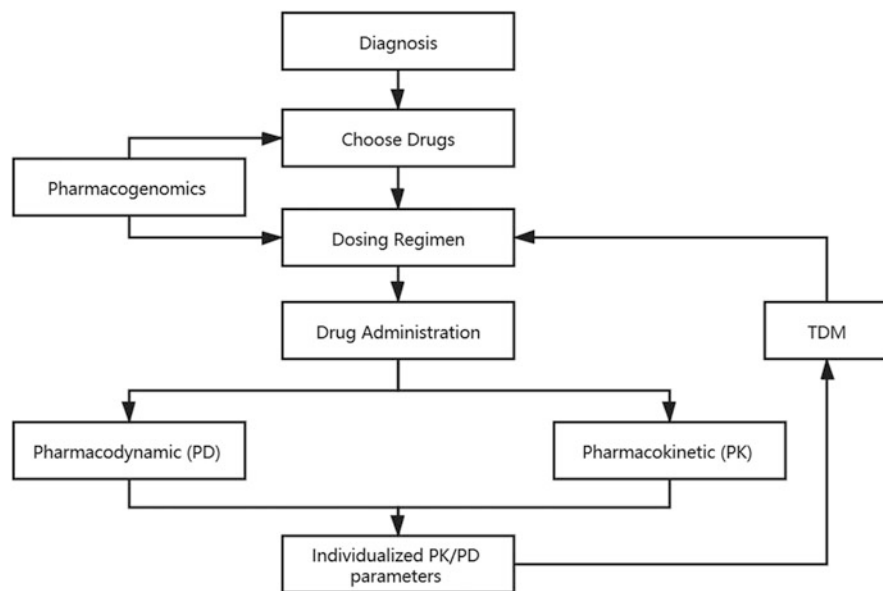 Diagnosis
Choose Drugs
Pharmacogenomics
Dosing Regimen
Drug Administration
TDM
Pharmacodynamic (PD)
Pharmacokinetic (PK)
Individualized PK/PD
parameters